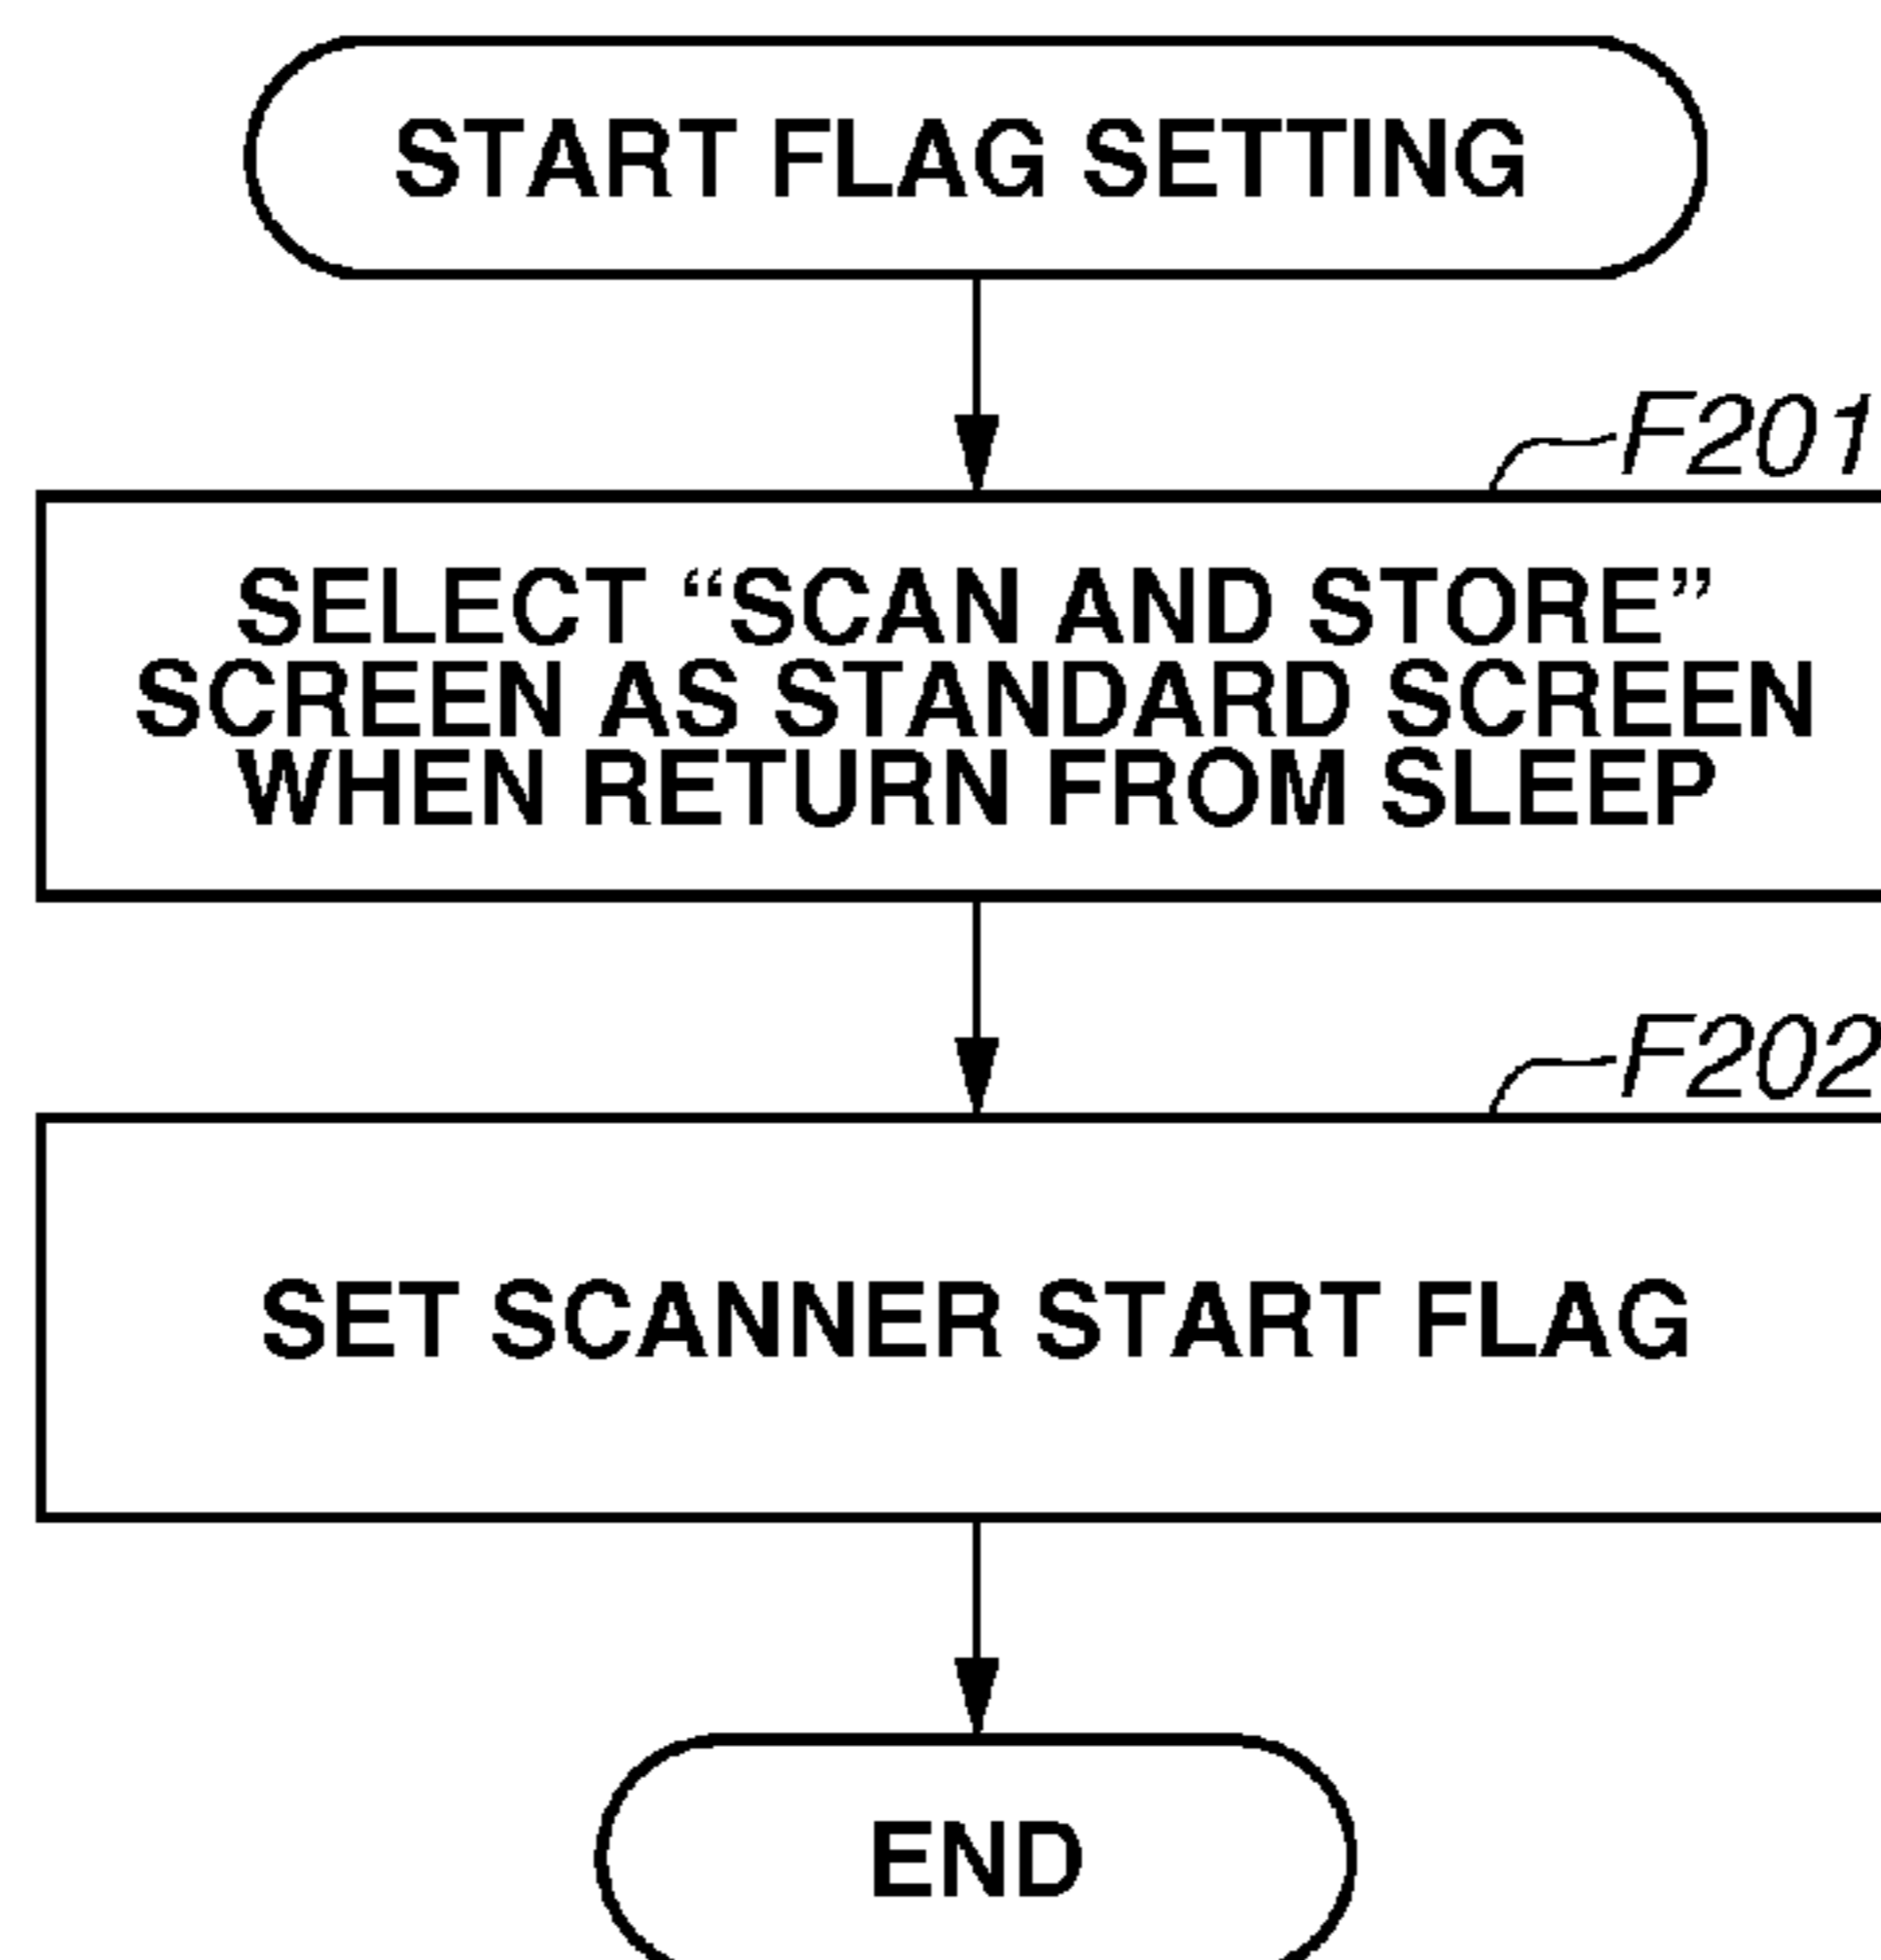 START FLAG SETTING
F201
SELECT “SCAN AND STORE”
SCREEN AS STANDARD SCREEN
WHEN RETURN FROM SLEEP
F202
SET SCANNER START FLAG
END